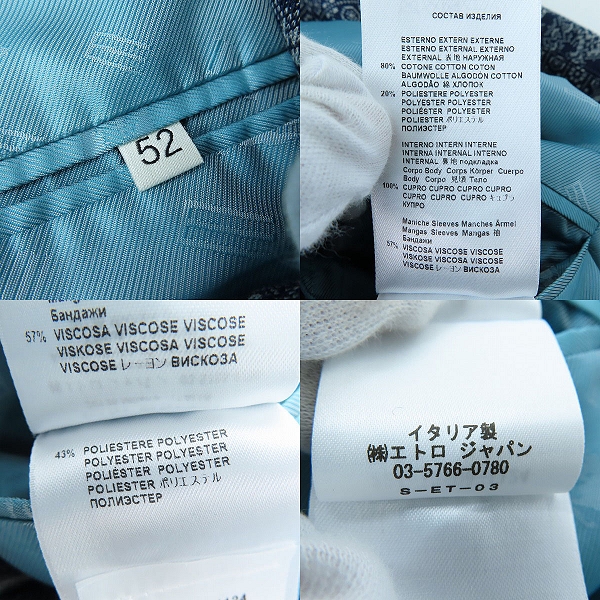 52
СОСТАВ ИЗДЕЛИЯ
ESTERNO EXTERN EXTERNE
ESTERNO EXTERNAL EXTERNO
EXTERNAL 表地 НАРУЖНАЯ
80% COTONE COTTON COTON
BAUMWOLLE ALGODÓN COTTON
ALGODÃO 綿 ХЛОПОК
20% POLIESTERE POLYESTER
POLYESTER POLYESTER
POLIÉSTER POLYESTER
POLIESTER ポリエステル
ПОЛИЭСТЕР
INTERNO INTERN INTERNE
INTERNA INTERNAL INTERNO
INTERNAL 裏地 подкладка
Corpo Body Corps Körper Cuerpo
Body Corpo 見頃 Тело
100% CUPRO CUPRO CUPRO CUPRO
CUPRO CUPRO CUPRO キュプラ
КУПРО
Maniche Sleeves Manches Ärmel
Mangas Sleeves Mangas 袖
Бандажи
57% VISCOSA VISCOSE VISCOSE
VISKOSE VISCOSA VISCOSE
VISCOSE レーヨン ВИСКОЗА
Бандажи
57% VISCOSA VISCOSE VISCOSE
VISKOSE VISCOSA VISCOSE
VISCOSE レーヨン ВИСКОЗА
43% POLIESTERE POLYESTER
POLYESTER POLYESTER
POLIÉSTER POLYESTER
POLIESTER ポリエステル
ПОЛИЭСТЕР
イタリア製
㈱エトロ ジャパン
03-5766-0780
S-ET-03